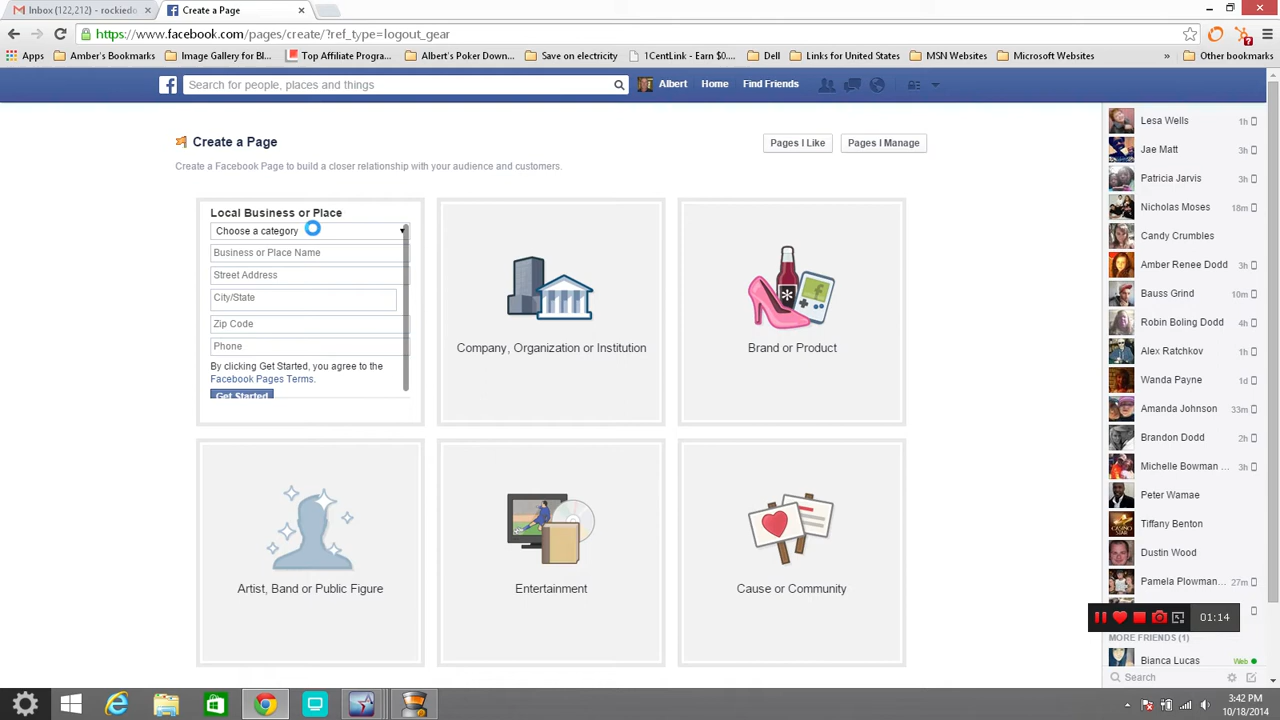 Inbox (122,212) - rockiedo
Create a Page
https://www.facebook.com/pages/create/?ref_type=logout_gear
Apps
Amber's Bookmarks
Image Gallery for Bl...
Top Affiliate Program...
Albert's Poker Down...
Save on electricity
1CentLink - Earn $0....
Dell
Links for United States
MSN Websites
Microsoft Websites
»
Other bookmarks
Search for people, places and things
Albert
Home
Find Friends
Create a Page
Pages I Like
Pages I Manage
Create a Facebook Page to build a closer relationship with your audience and customers.
Local Business or Place
Choose a category
Business or Place Name
Street Address
City/State
Zip Code
Phone
By clicking Get Started, you agree to the
Facebook Pages Terms.
Get Started
Company, Organization or Institution
Brand or Product
Artist, Band or Public Figure
Entertainment
Cause or Community
Lesa Wells 1h
Jae Matt 3h
Patricia Jarvis 3h
Nicholas Moses 18m
Candy Crumbles
Amber Renee Dodd 3h
Bauss Grind 10m
Robin Boling Dodd 4h
Alex Ratchkov 1h
Wanda Payne 1d
Amanda Johnson 33m
Brandon Dodd 2h
Michelle Bowman ... 3h
Peter Wamae
Tiffany Benton
Dustin Wood
Pamela Plowman... 27m
01:14
MORE FRIENDS (1)
Bianca Lucas Web
Search
3:42 PM
10/18/2014